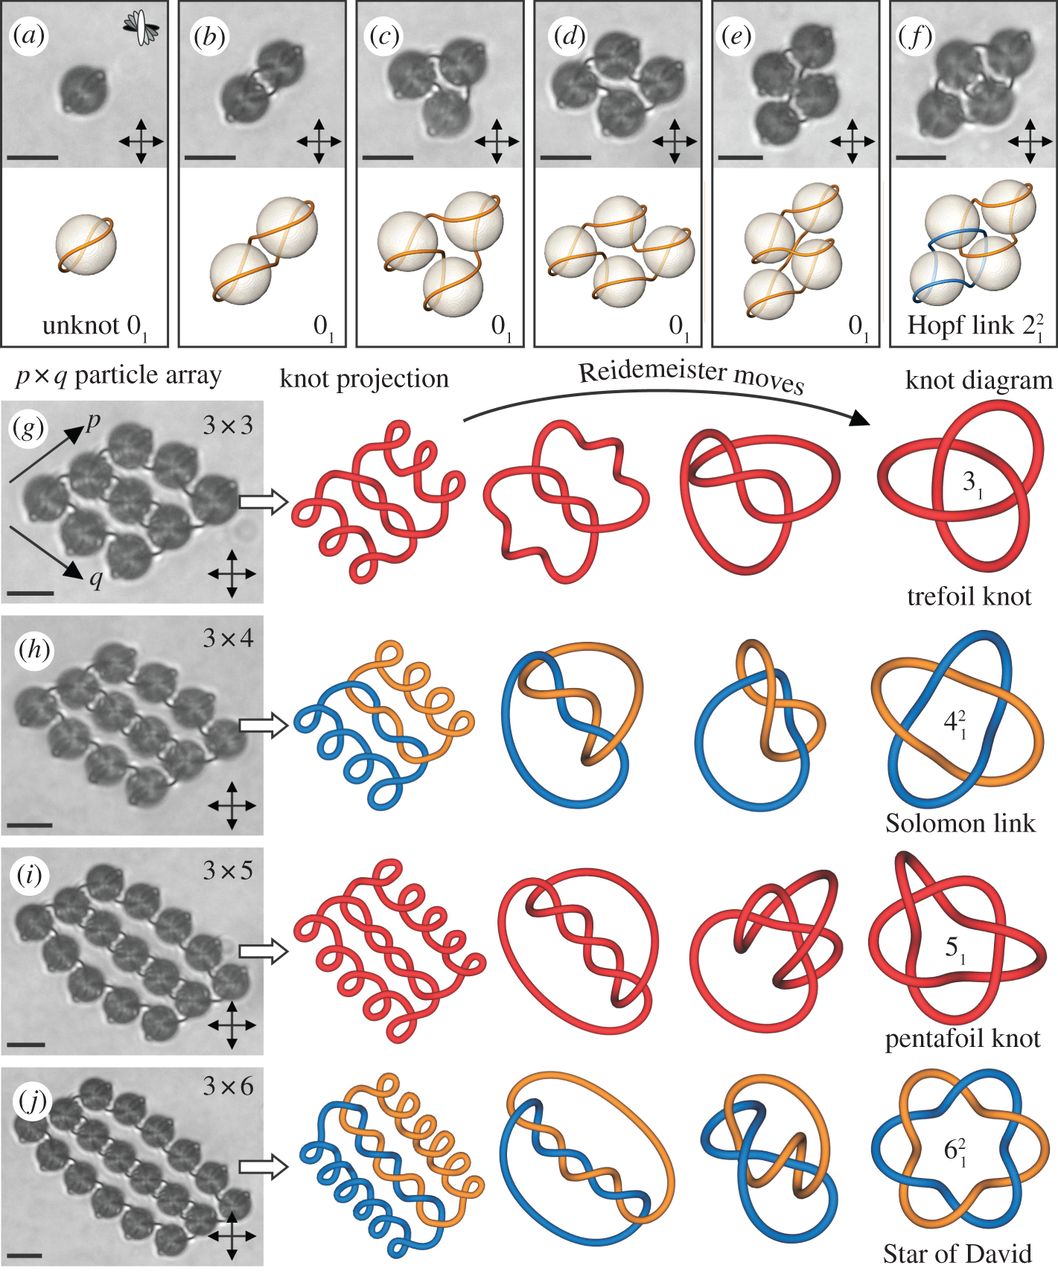 (a)
(b)
(c)
(d)
(e)
(f)
unknot 0₁
0₁
0₁
0₁
0₁
Hopf link 2²₁
p × q particle array
knot projection
Reidemeister moves
knot diagram
(g)
p
3 × 3
q
3₁
trefoil knot
(h)
3 × 4
4²₁
Solomon link
(i)
3 × 5
5₁
pentafoil knot
(j)
3 × 6
6²₁
Star of David